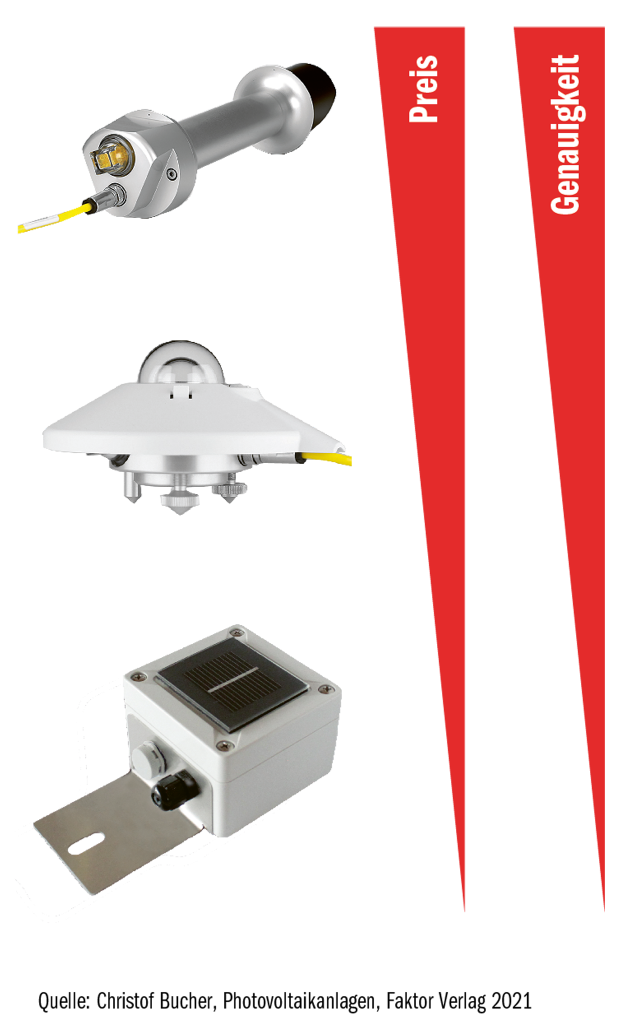 Preis
Genauigkeit
Quelle: Christof Bucher, Photovoltaikanlagen, Faktor Verlag 2021